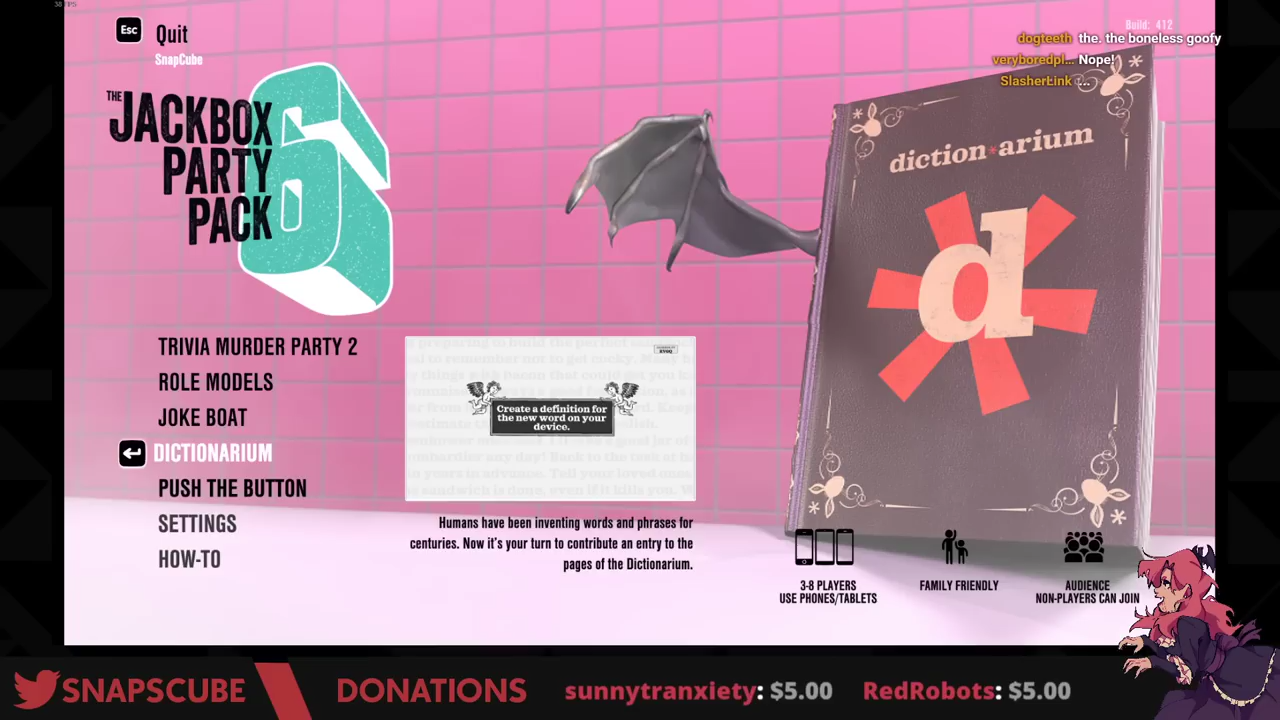 38 FPS
Esc Quit
SnapCube
Build: 412
dogteeth the. the boneless goofy
veryboredpl... Nope!
SlasherLink ...
THE
JACKBOX
PARTY
PACK
6
diction*arium
d
TRIVIA MURDER PARTY 2
ROLE MODELS
JOKE BOAT
DICTIONARIUM
PUSH THE BUTTON
SETTINGS
HOW-TO
Create a definition for
the new word on your
device.
Humans have been inventing words and phrases for
centuries. Now it's your turn to contribute an entry to the
pages of the Dictionarium.
3-8 PLAYERS
USE PHONES/TABLETS
FAMILY FRIENDLY
AUDIENCE
NON-PLAYERS CAN JOIN
SNAPSCUBE DONATIONS sunnytranxiety: $5.00 RedRobots: $5.00